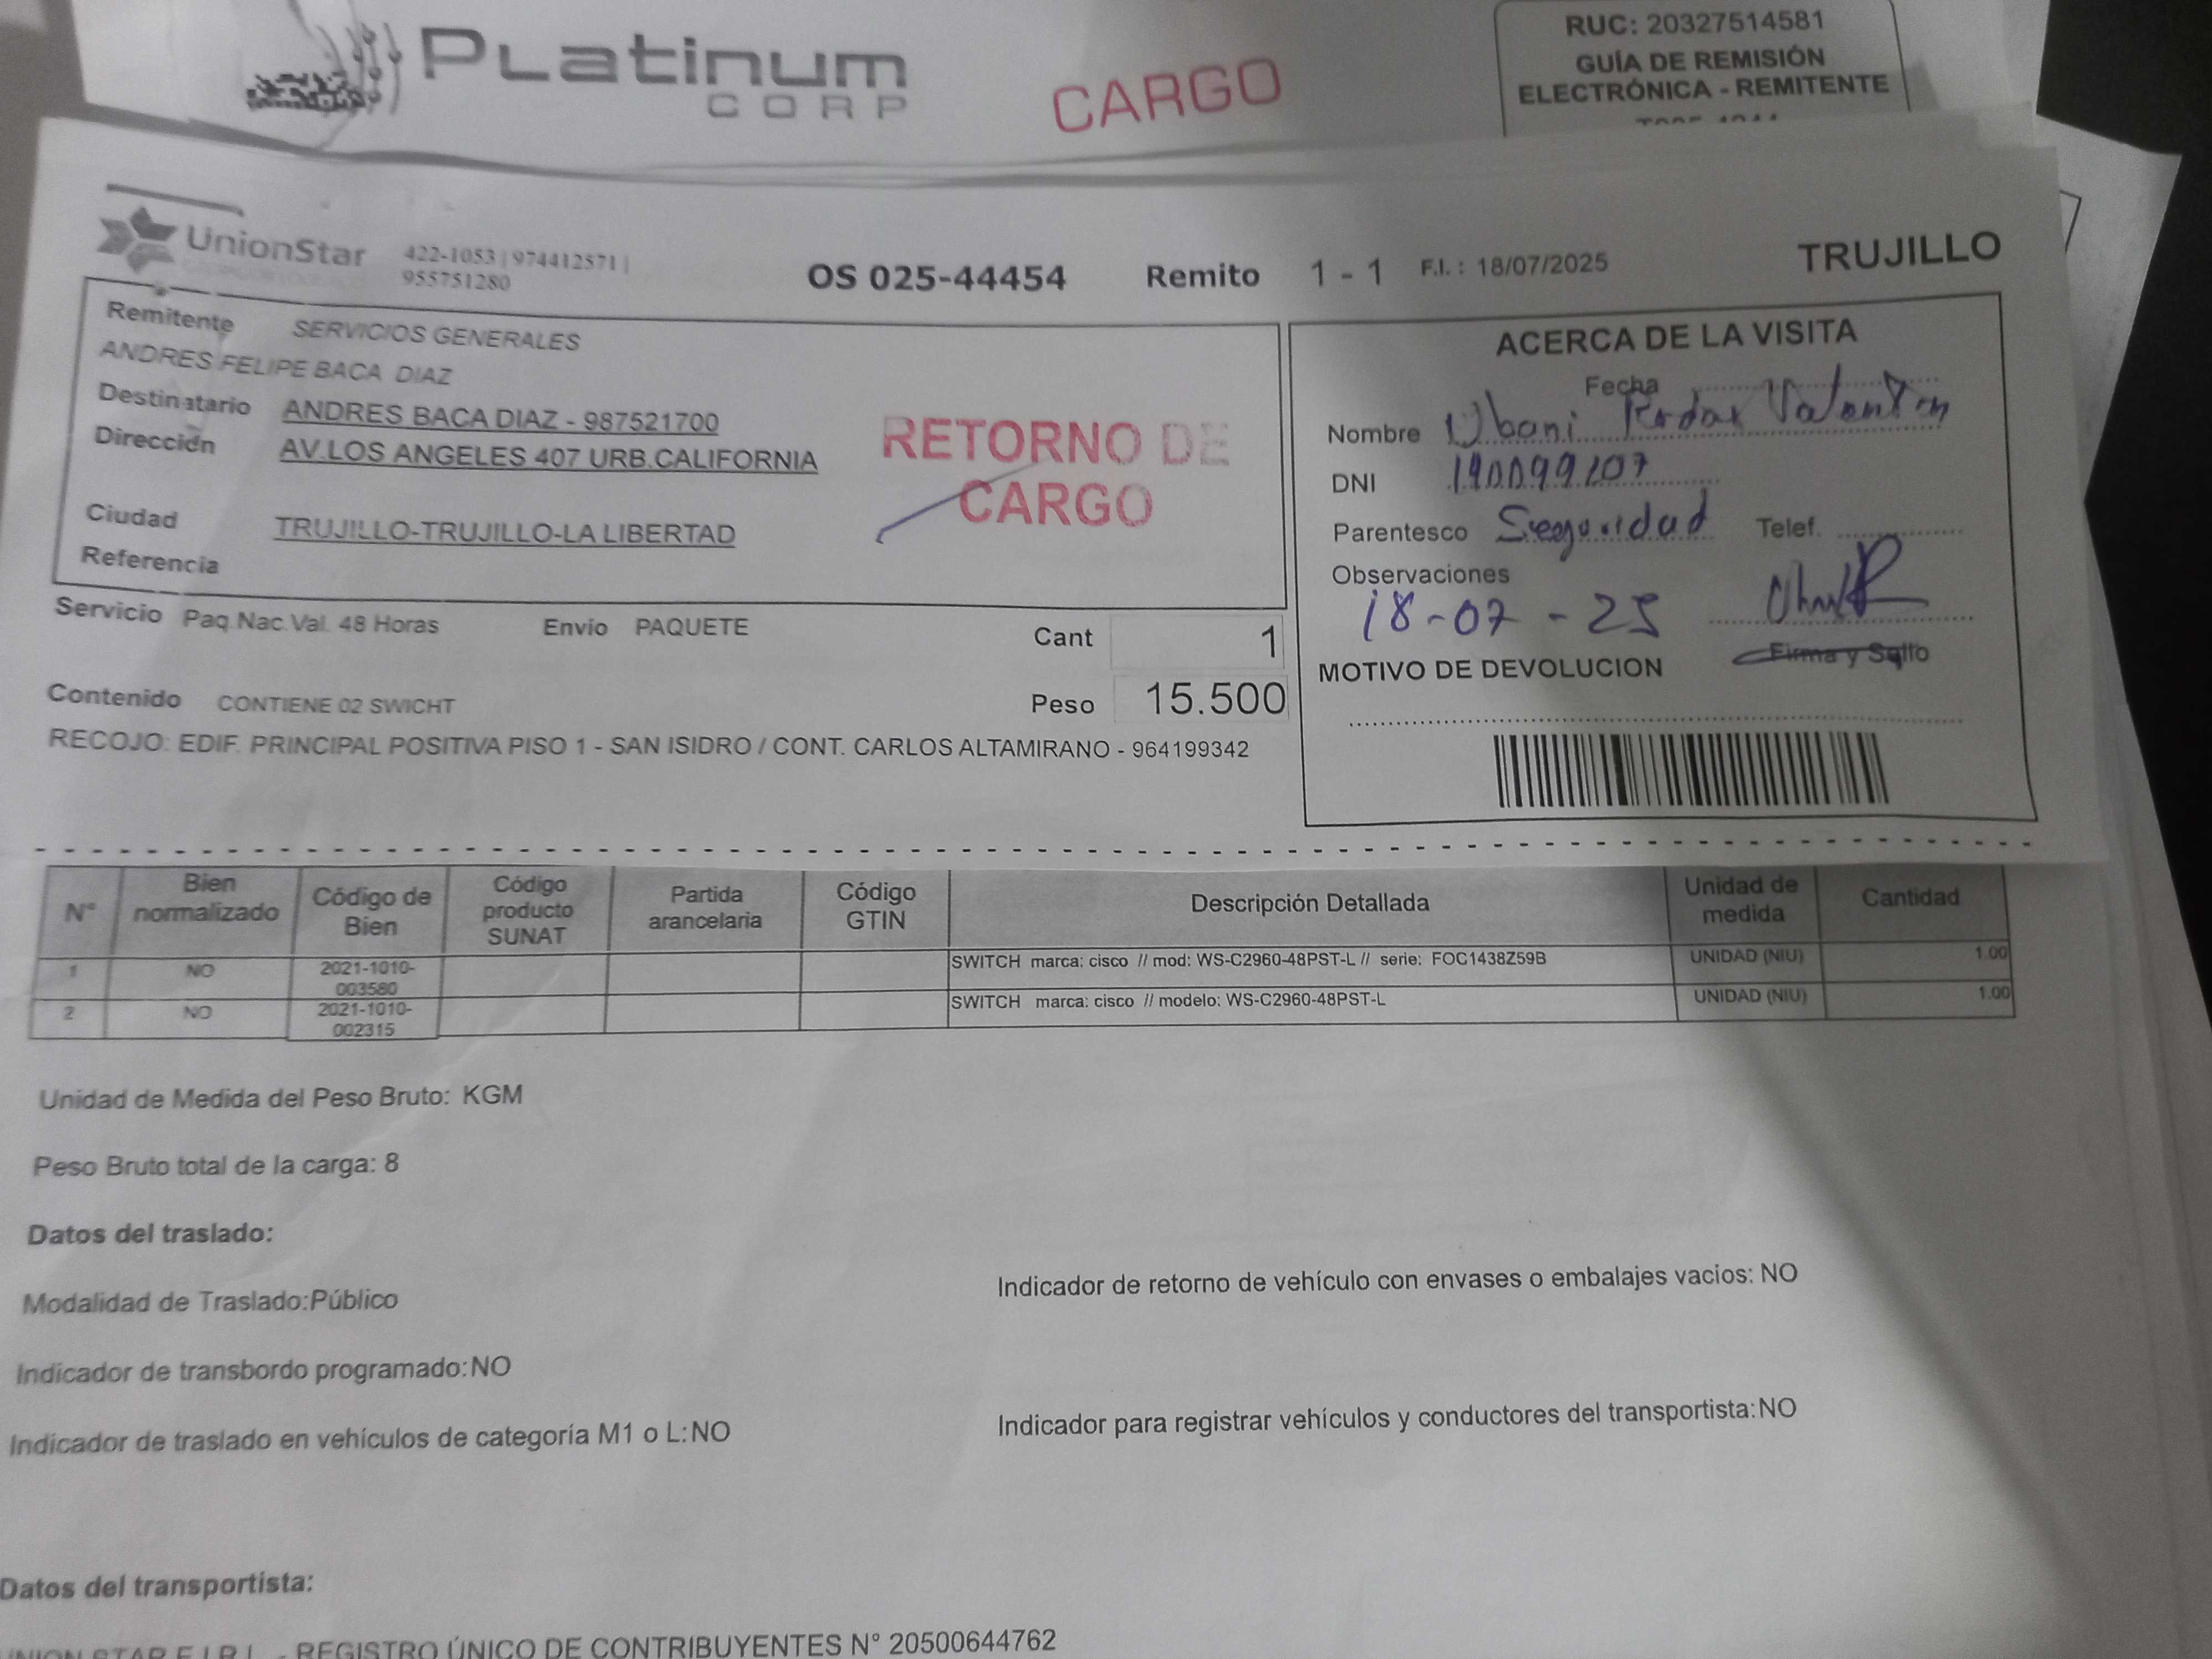 Platinum
CORP
CARGO
RUC: 20327514581
GUÍA DE REMISIÓN
ELECTRÓNICA - REMITENTE
UnionStar
422-1053 | 974412571 |
955751280
OS 025-44454 Remito 1 - 1 F.I. : 18/07/2025 TRUJILLO
Remitente SERVICIOS GENERALES
ANDRES FELIPE BACA DIAZ
Destinatario ANDRES BACA DIAZ - 987521700
Dirección AV.LOS ANGELES 407 URB.CALIFORNIA
Ciudad TRUJILLO-TRUJILLO-LA LIBERTAD
Referencia
RETORNO DE
CARGO
Servicio Paq.Nac.Val. 48 Horas Envio PAQUETE Cant 1
Contenido CONTIENE 02 SWICHT Peso 15.500
RECOJO: EDIF. PRINCIPAL POSITIVA PISO 1 - SAN ISIDRO / CONT. CARLOS ALTAMIRANO - 964199342
ACERCA DE LA VISITA
Fecha
Nombre Valentin
DNI
Parentesco Seeguridad Telef.
Observaciones
18-07-25
Firma y Sello
MOTIVO DE DEVOLUCION
N° Bien normalizado Código de Bien Código producto SUNAT Partida arancelaria Código GTIN Descripción Detallada Unidad de medida Cantidad
1 NO 2021-1010-003580 SWITCH marca: cisco // mod: WS-C2960-48PST-L // serie: FOC1438Z59B UNIDAD (NIU) 1.00
2 NO 2021-1010-002315 SWITCH marca: cisco // modelo: WS-C2960-48PST-L UNIDAD (NIU) 1.00
Unidad de Medida del Peso Bruto: KGM
Peso Bruto total de la carga: 8
Datos del traslado:
Modalidad de Traslado:Público
Indicador de retorno de vehículo con envases o embalajes vacios: NO
Indicador de transbordo programado:NO
Indicador de traslado en vehículos de categoría M1 o L:NO
Indicador para registrar vehículos y conductores del transportista:NO
Datos del transportista:
UNION STAR E.I.R.L. - REGISTRO ÚNICO DE CONTRIBUYENTES N° 20500644762